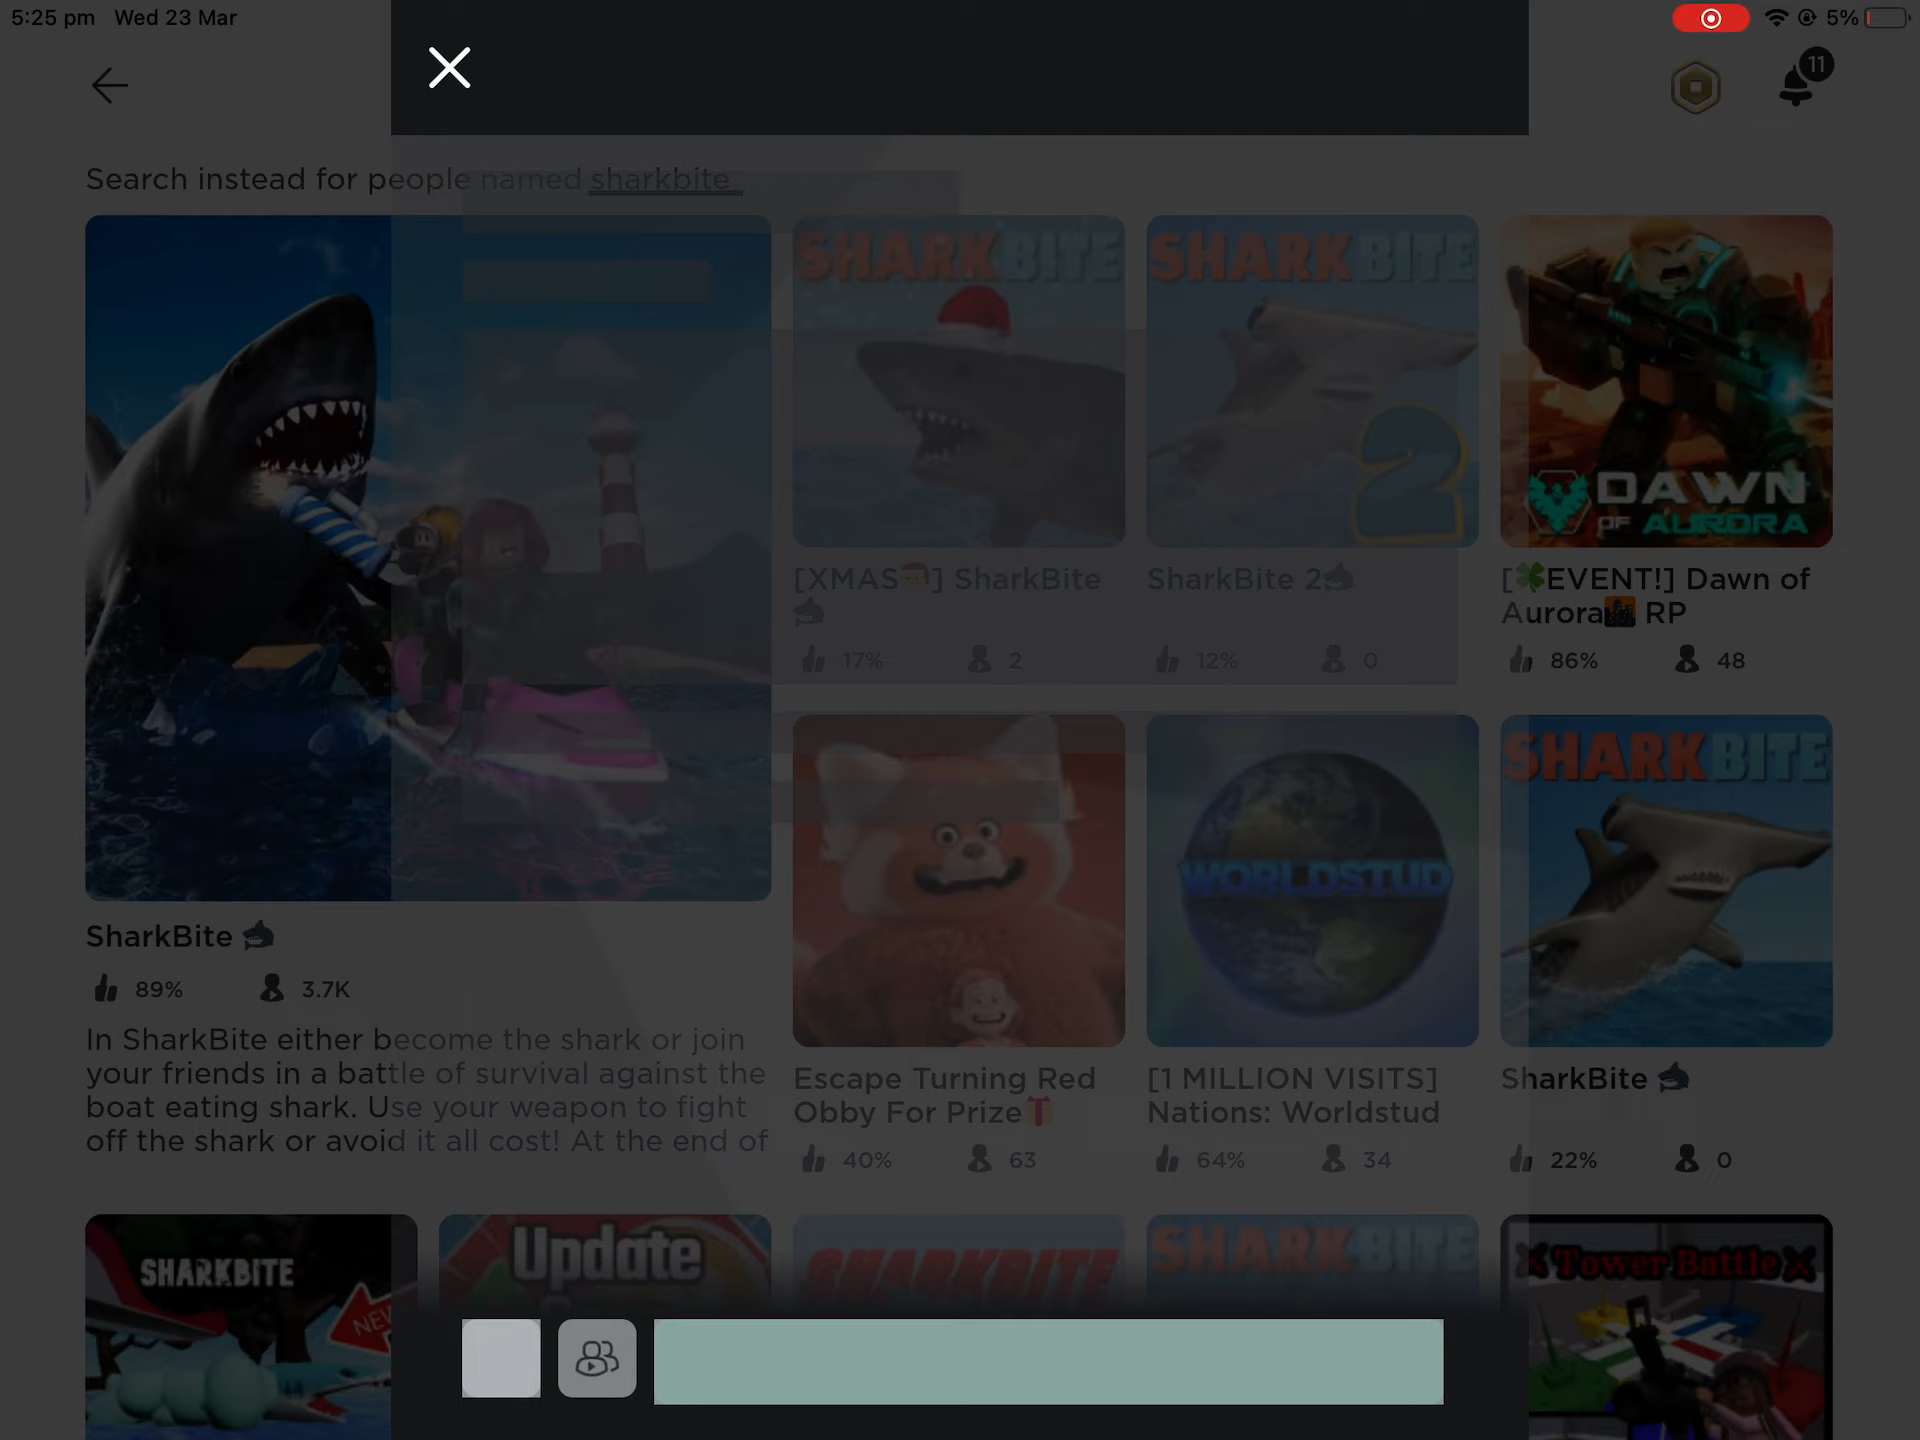 5:25 pm Wed 23 Mar
5%
11
Search instead for people named sharkbite
SHARKBITE
SHARKBITE
2
DAWN
OF AURORA
[XMAS🎅] SharkBite
🦈
17% 2
SharkBite 2🦈
12% 0
[🍀EVENT!] Dawn of
Aurora🌇 RP
86% 48
WORLDSTUD
SHARKBITE
SharkBite 🦈
89% 3.7K
In SharkBite either become the shark or join
your friends in a battle of survival against the
boat eating shark. Use your weapon to fight
off the shark or avoid it all cost! At the end of
Escape Turning Red
Obby For Prize🎁
40% 63
[1 MILLION VISITS]
Nations: Worldstud
64% 34
SharkBite 🦈
22% 0
SHARKBITE
NEW
Update
SHARKBITE
SHARKBITE
Tower Battle